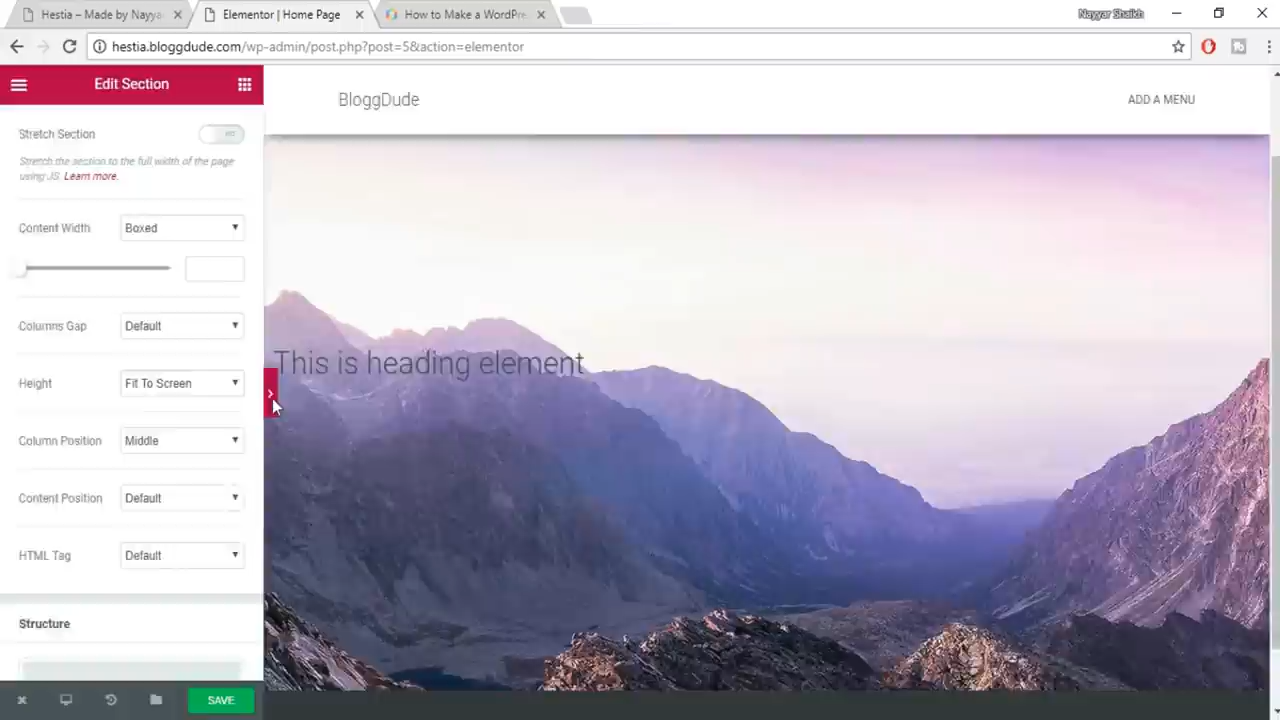 Hestia – Made by Nayya
Elementor | Home Page
How to Make a WordPre
Nayyar Shaikh
hestia.bloggdude.com/wp-admin/post.php?post=5&action=elementor
Edit Section
BloggDude
ADD A MENU
Stretch Section
Stretch the section to the full width of the page
using JS. Learn more.
Content Width
Boxed
Columns Gap
Default
This is heading element
Height
Fit To Screen
Column Position
Middle
Content Position
Default
HTML Tag
Default
Structure
SAVE